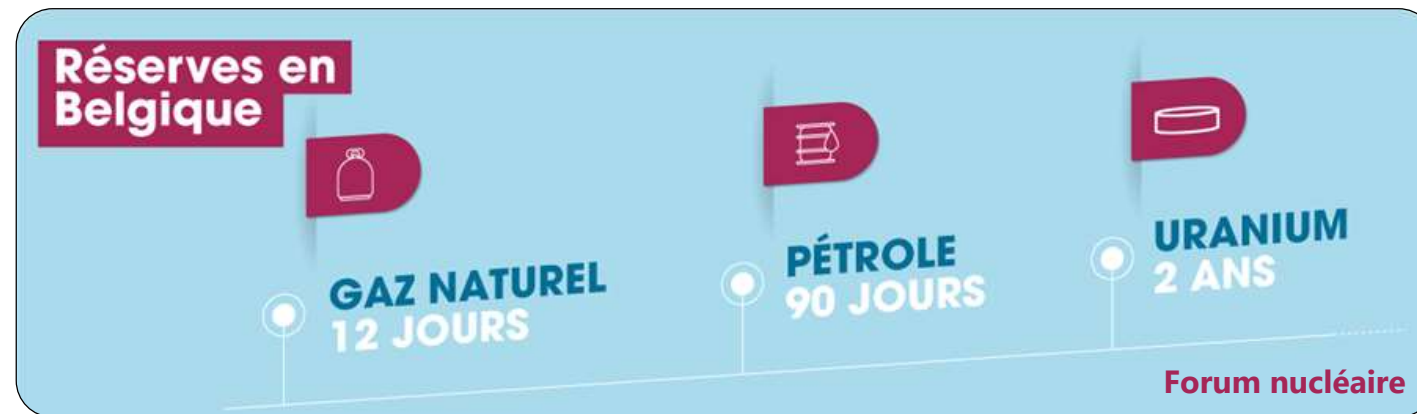 Réserves en
Belgique
GAZ NATUREL
12 JOURS
PÉTROLE
90 JOURS
URANIUM
2 ANS
Forum nucléaire